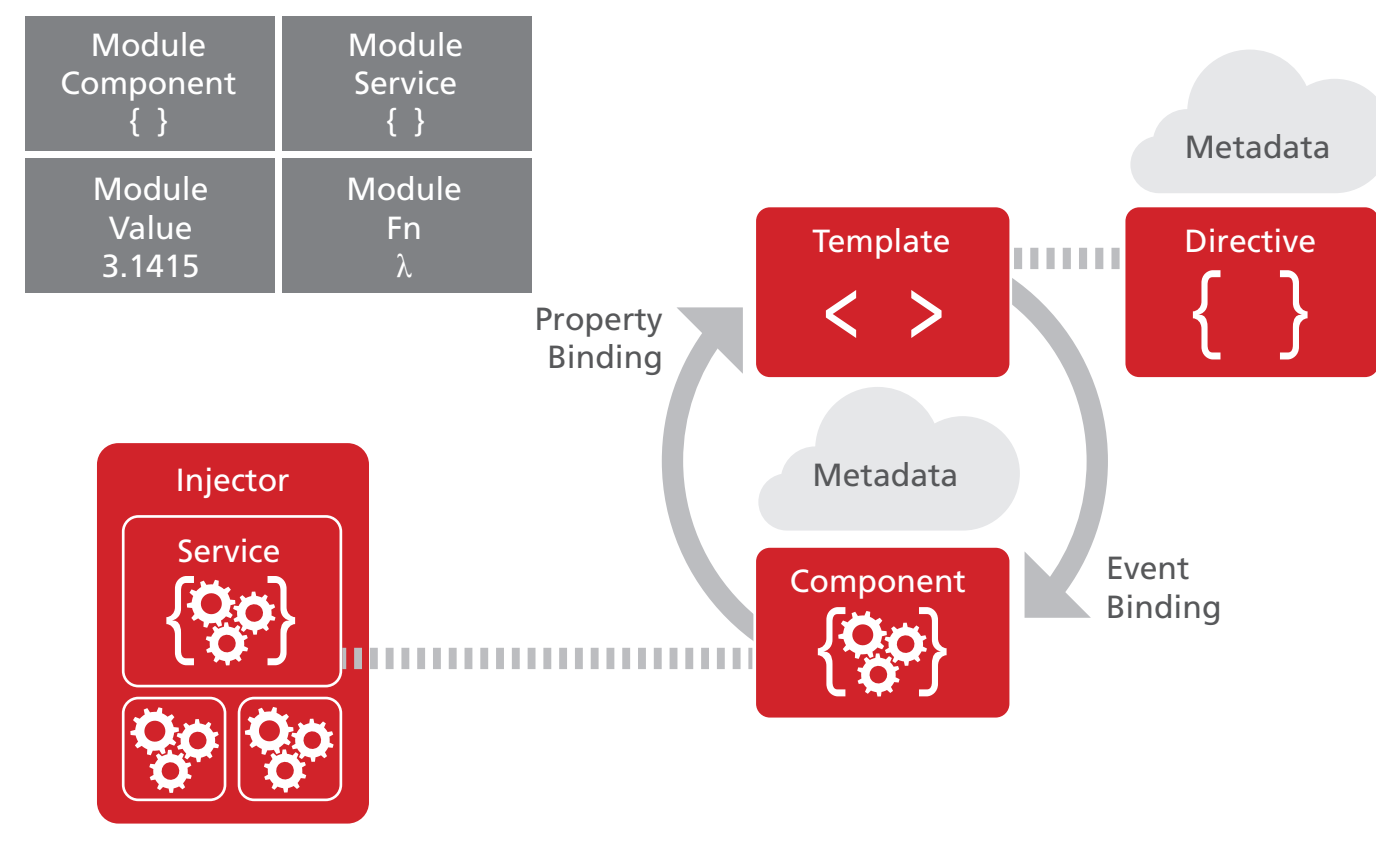 Module
Component
{ }
Module
Service
{ }
Module
Value
3.1415
Module
Fn
λ
Metadata
Template
< >
Directive
{ }
Property
Binding
Metadata
Injector
Service
{ }
Component
{ }
Event
Binding